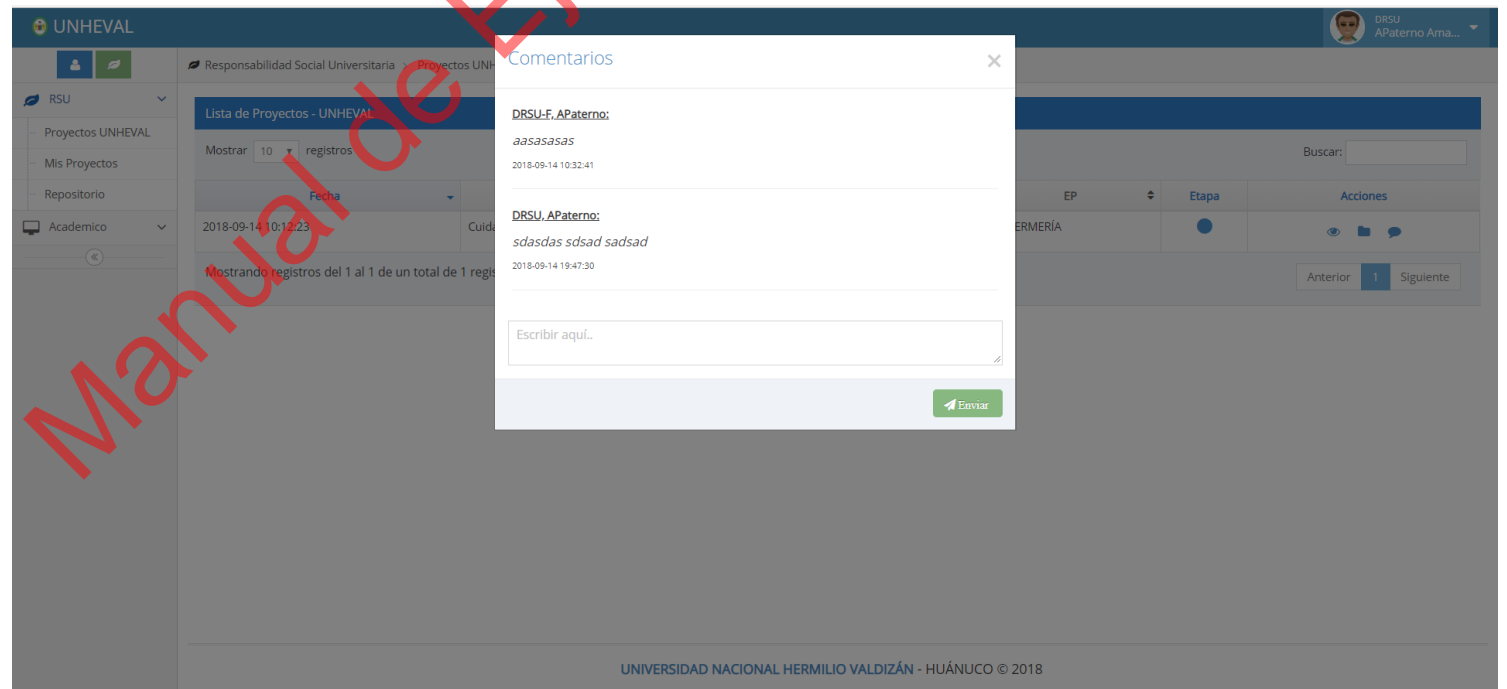 UNHEVAL
DRSU
APaterno Ama...
Responsabilidad Social Universitaria > Proyectos UNH
RSU
Proyectos UNHEVAL
Mis Proyectos
Repositorio
Academico
Lista de Proyectos - UNHEVAL
Mostrar 10 registros
Buscar:
Fecha EP Etapa Acciones
2018-09-14 10:12:23 Cuida ERMERÍA
Mostrando registros del 1 al 1 de un total de 1 regis
Anterior 1 Siguiente
Comentarios
DRSU-F, APaterno:
aasasasas
2018-09-14 10:32:41
DRSU, APaterno:
sdasdas sdsad sadsad
2018-09-14 19:47:30
Escribir aquí..
Enviar
UNIVERSIDAD NACIONAL HERMILIO VALDIZÁN - HUÁNUCO © 2018
Manual de